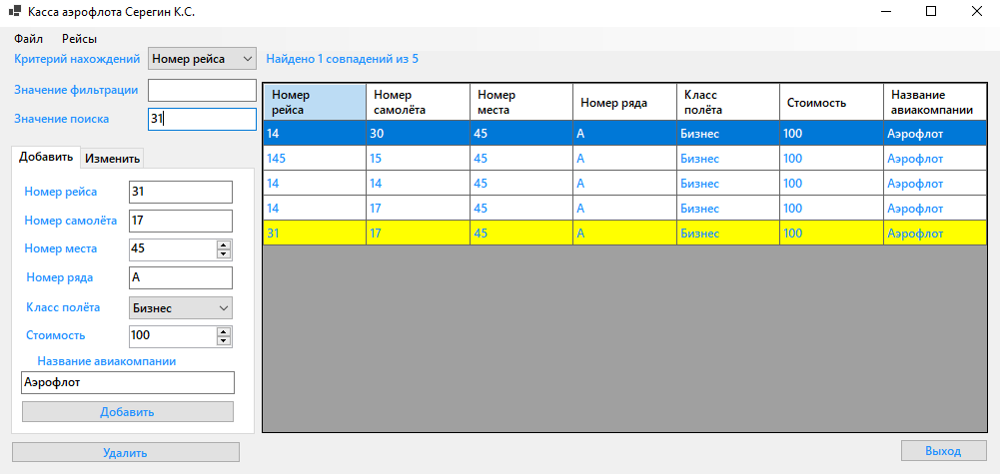 Касса аэрофлота Серегин К.С.
Файл Рейсы
Критерий нахождений Номер рейса Найдено 1 совпадений из 5
Значение фильтрации
Значение поиска 31
Добавить Изменить
Номер рейса 31
Номер самолёта 17
Номер места 45
Номер ряда A
Класс полёта Бизнес
Стоимость 100
Название авиакомпании
Аэрофлот
Добавить
Удалить
Номер рейса Номер самолёта Номер места Номер ряда Класс полёта Стоимость Название авиакомпании
14 30 45 A Бизнес 100 Аэрофлот
145 15 45 A Бизнес 100 Аэрофлот
14 14 45 A Бизнес 100 Аэрофлот
14 17 45 A Бизнес 100 Аэрофлот
31 17 45 A Бизнес 100 Аэрофлот
Выход